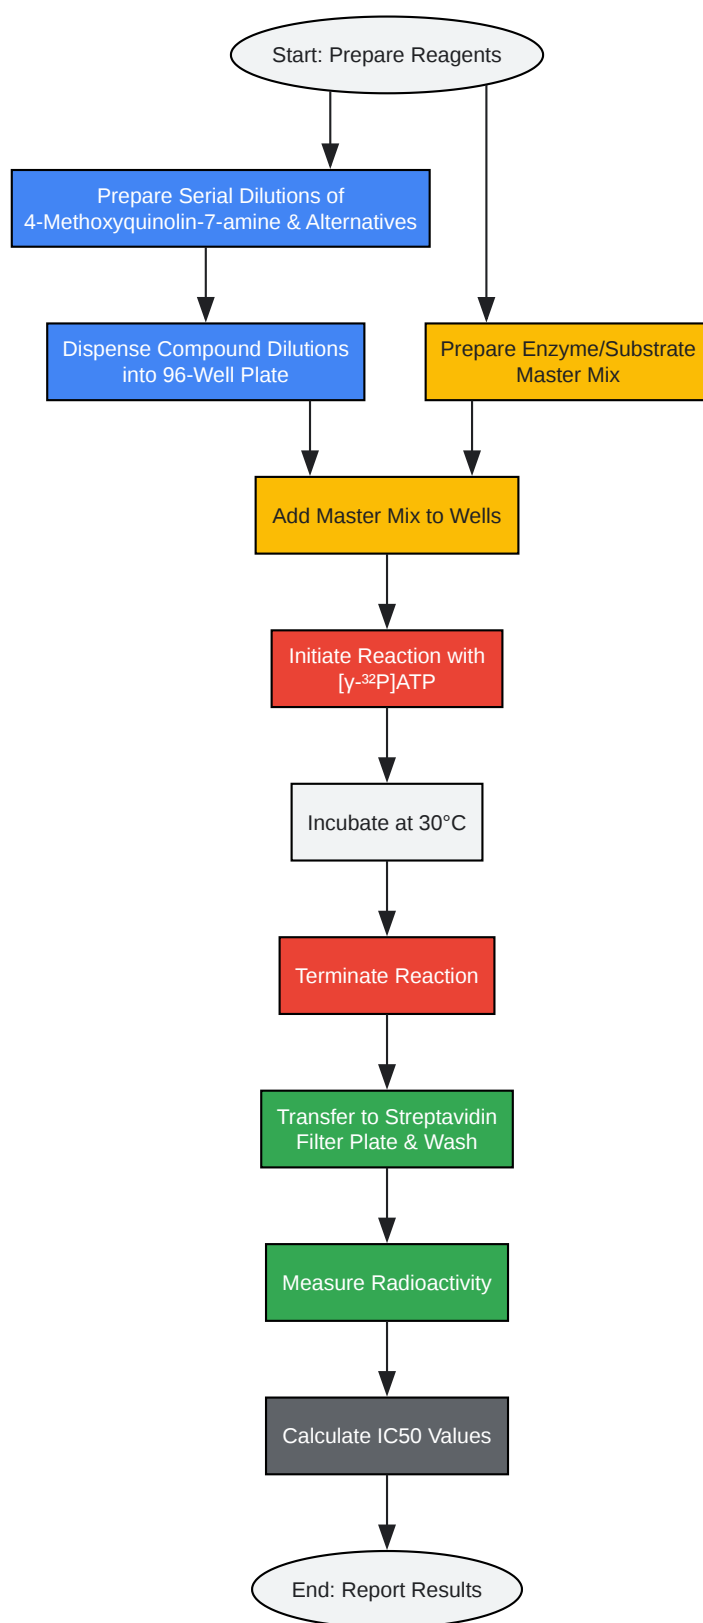 Start: Prepare Reagents
Prepare Serial Dilutions of
4-Methoxyquinolin-7-amine & Alternatives
Dispense Compound Dilutions
into 96-Well Plate
Prepare Enzyme/Substrate
Master Mix
Add Master Mix to Wells
Initiate Reaction with
[γ-³²P]ATP
Incubate at 30°C
Terminate Reaction
Transfer to Streptavidin
Filter Plate & Wash
Measure Radioactivity
Calculate IC50 Values
End: Report Results